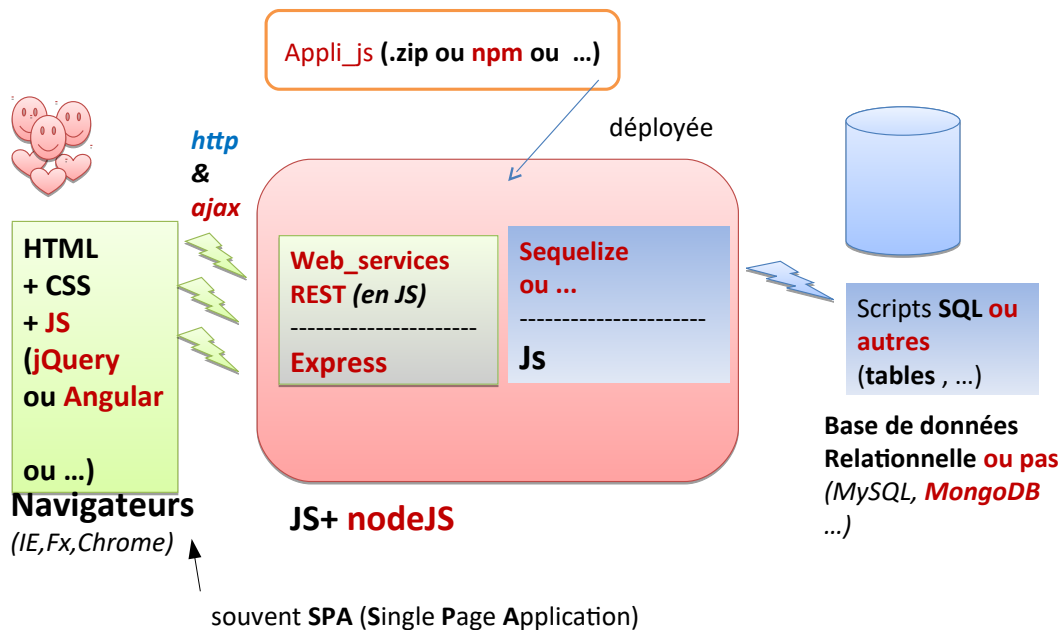 Appli_js (.zip ou npm ou …)
déployée
http
&
ajax
HTML
+ CSS
+ JS
(jQuery
ou Angular
ou …)
Navigateurs
(IE,Fx,Chrome)
Web_services
REST (en JS)
-----------------------
Express
Sequelize
ou ...
-----------------------
Js
JS+ nodeJS
Scripts SQL ou
autres
(tables , …)
Base de données
Relationnelle ou pas
(MySQL, MongoDB
…)
souvent SPA (Single Page Application)